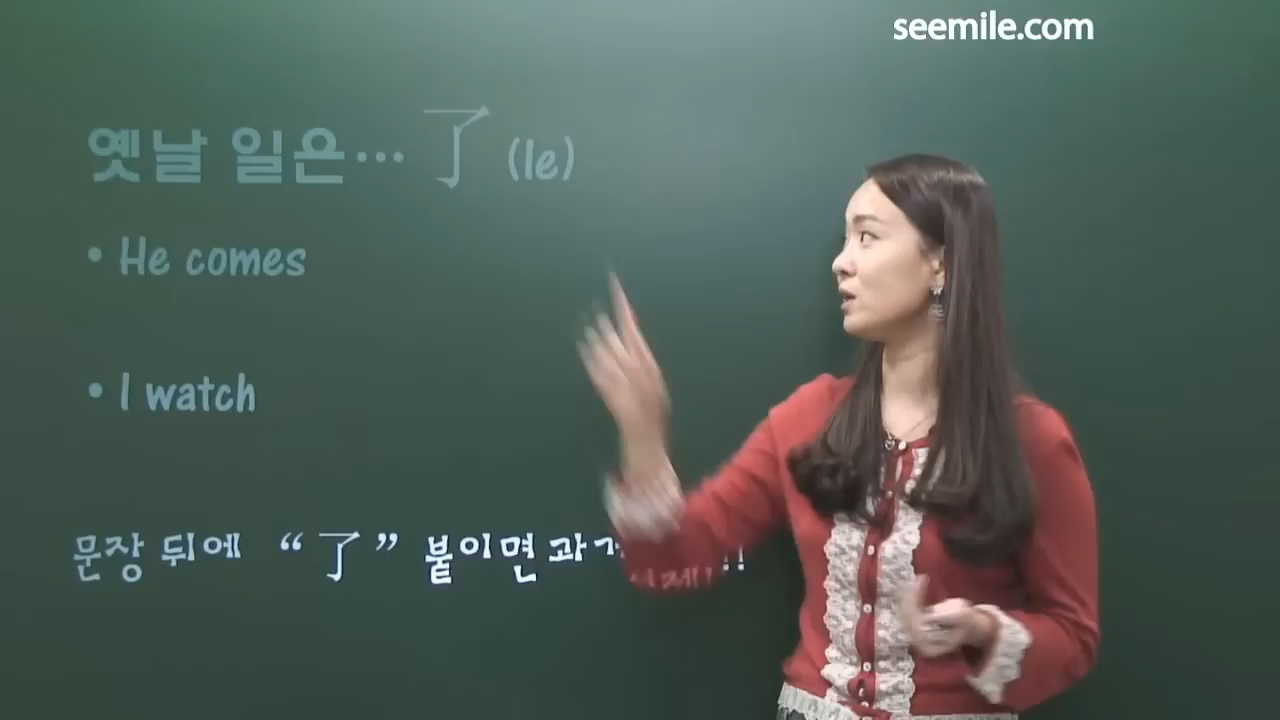 seemile.com
옛날 일은… 了 (le)
• He comes
• I watch
문장 뒤에 “了” 붙이면 !!